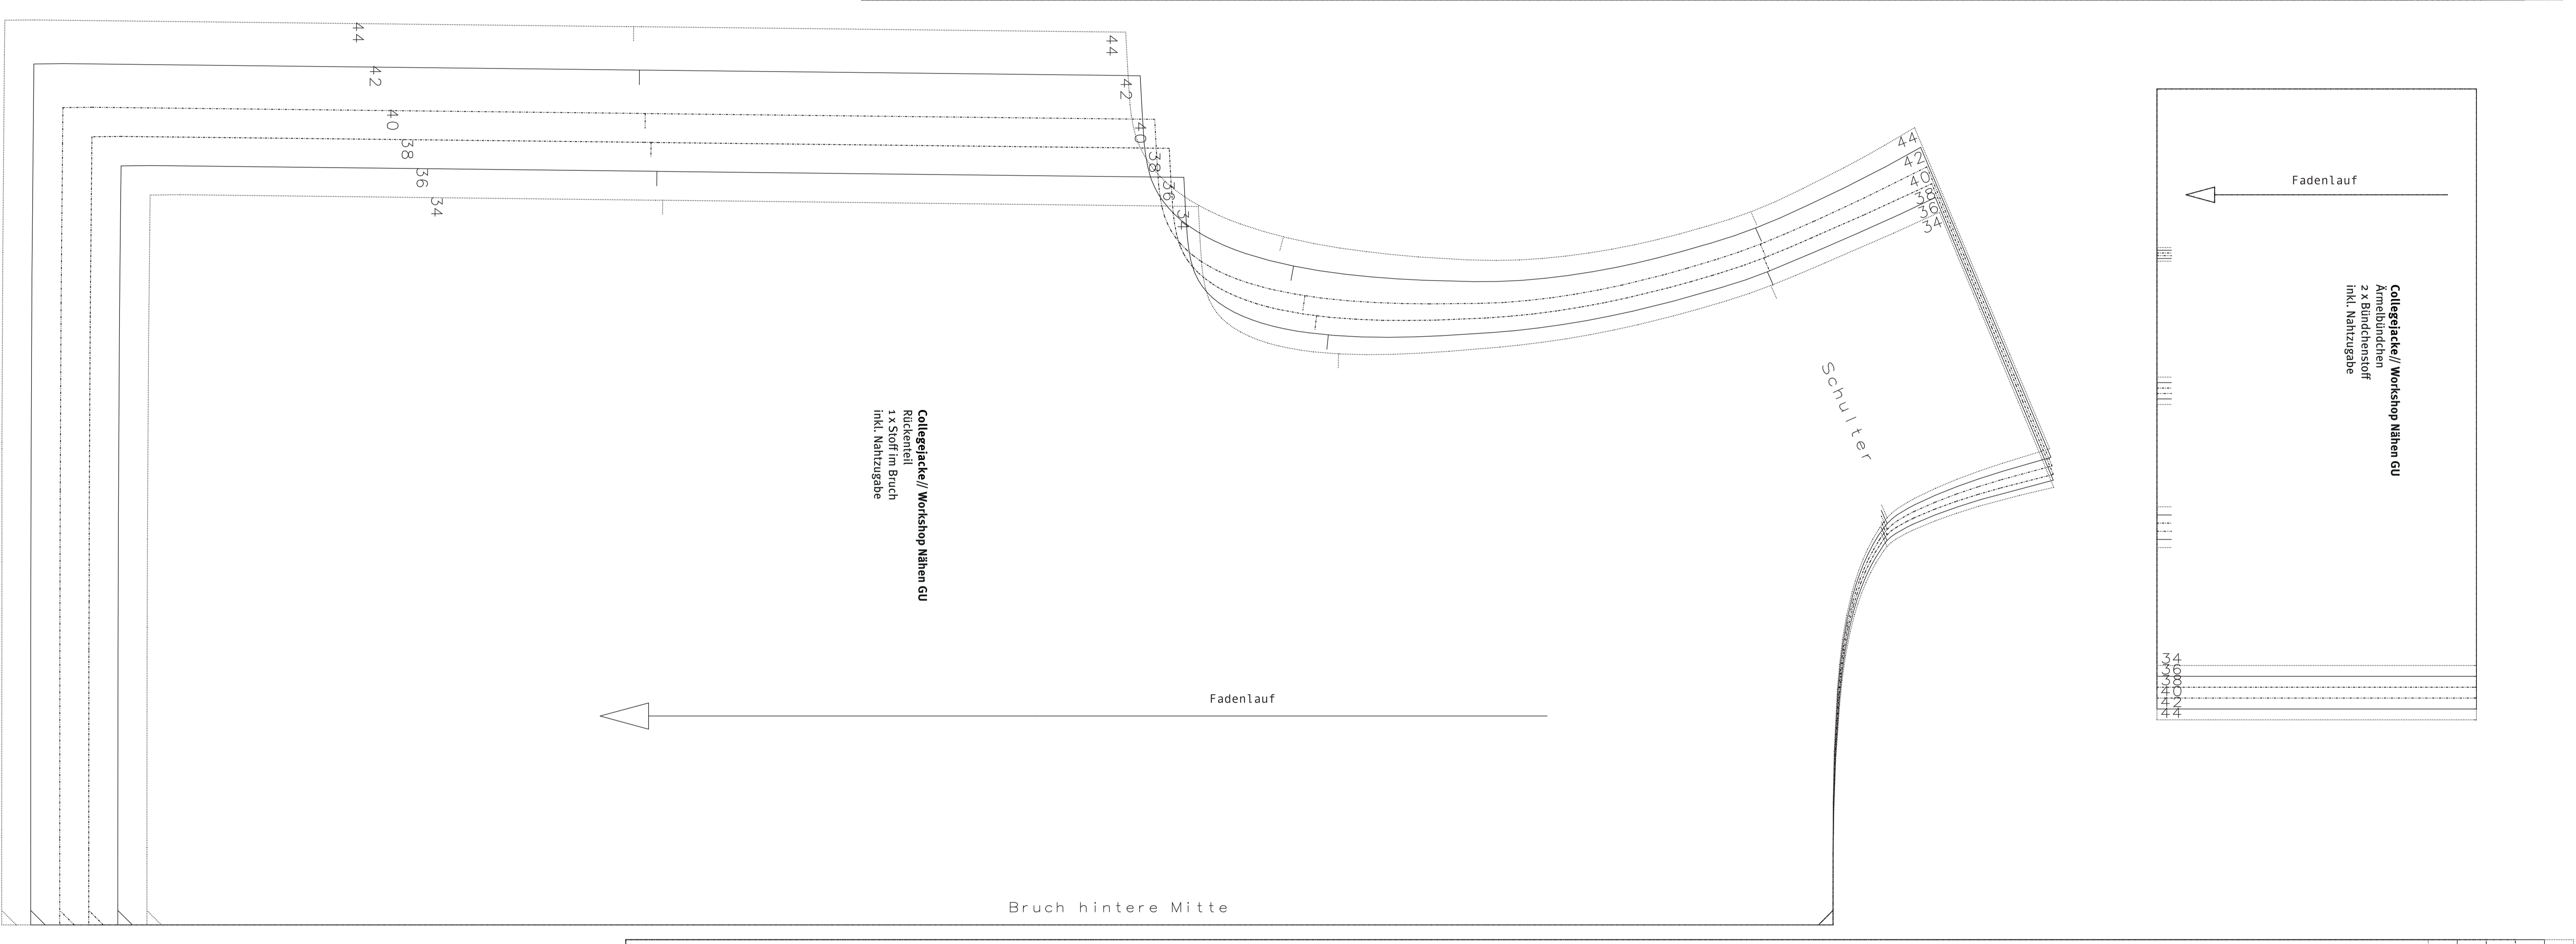 44
42
40
38
36
34
44
42
40
38
36
34
44
42
40
38
36
34
Schulter
Collegejacke// Workshop Nähen GU
Rückenteil
1 x Stoff im Bruch
inkl. Nahtzugabe
Fadenlauf
Bruch hintere Mitte
Fadenlauf
Collegejacke// Workshop Nähen GU
Ärmelbündchen
2 x Bündchenstoff
inkl. Nahtzugabe
34
36
38
40
42
44